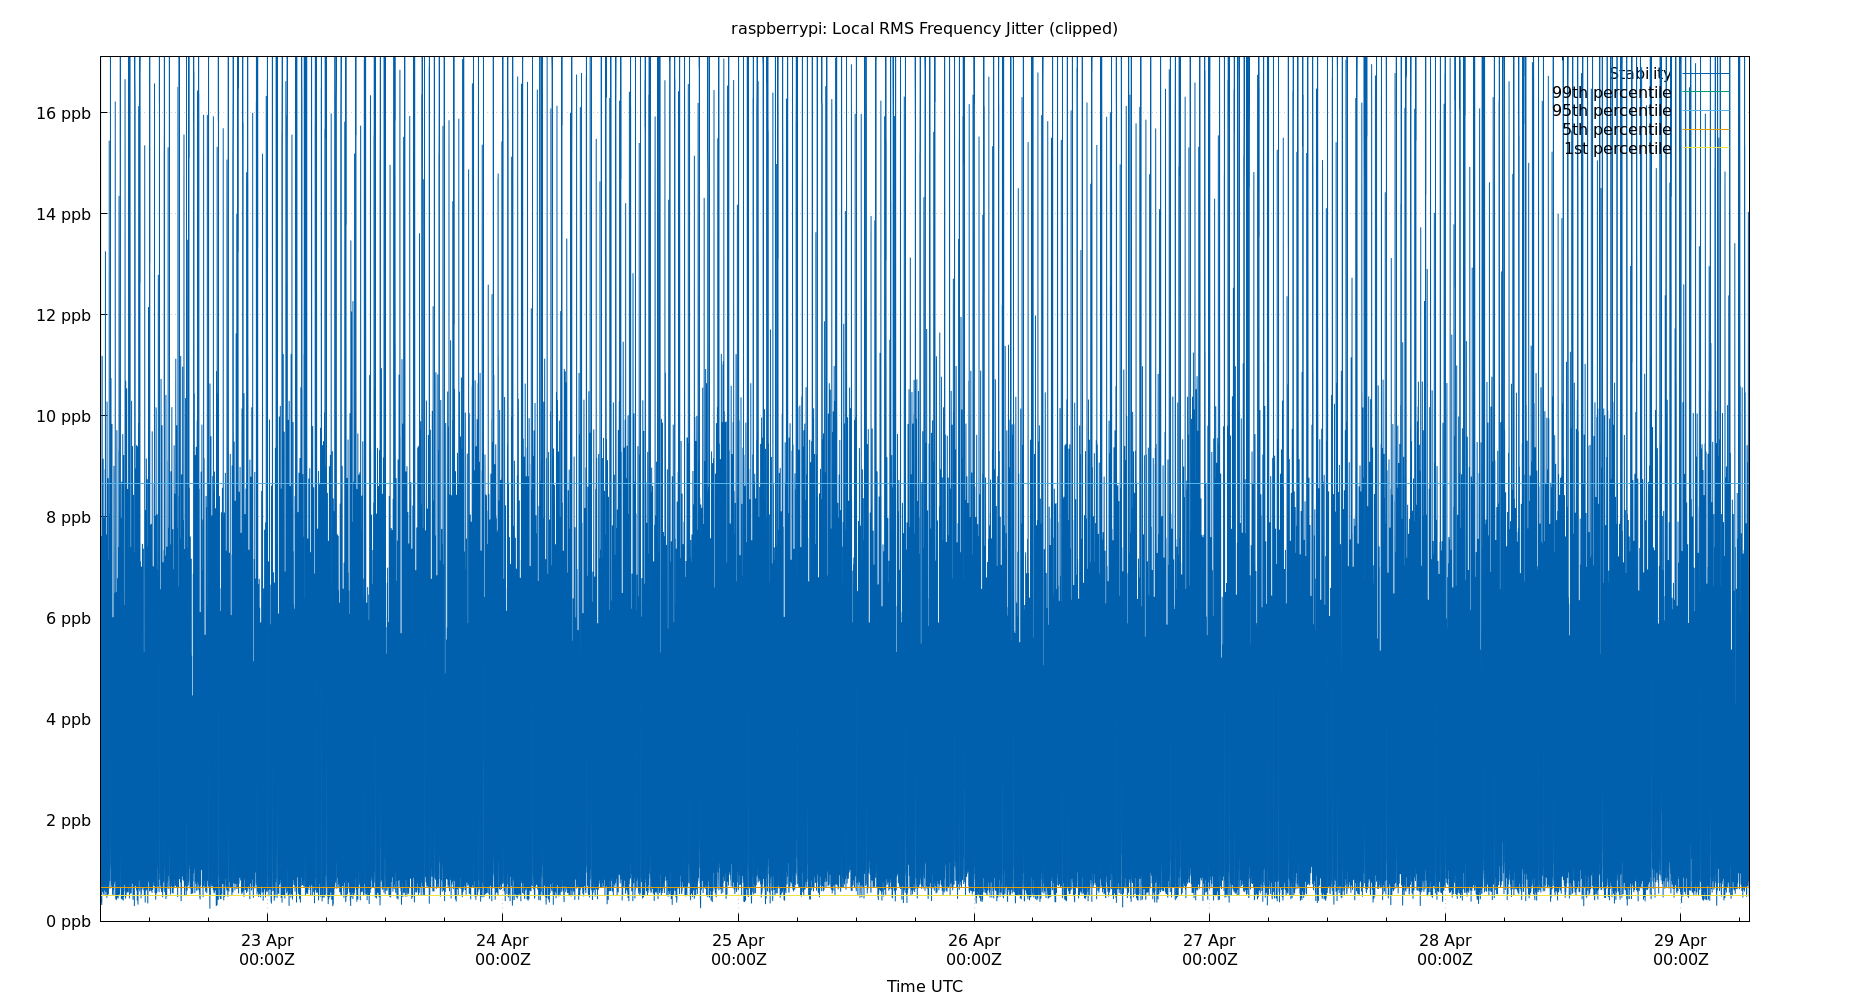 raspberrypi: Local RMS Frequency Jitter (clipped)
Stability
99th percentile
95th percentile
5th percentile
1st percentile
16 ppb
14 ppb
12 ppb
10 ppb
8 ppb
6 ppb
4 ppb
2 ppb
0 ppb
23 Apr 24 Apr 25 Apr 26 Apr 27 Apr 28 Apr 29 Apr
00:00Z 00:00Z 00:00Z 00:00Z 00:00Z 00:00Z 00:00Z
Time UTC